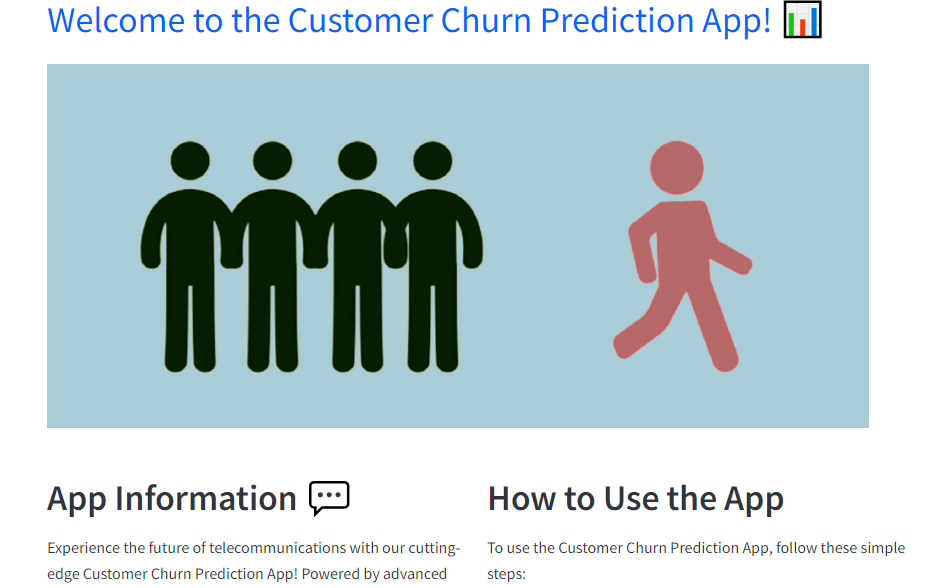 Welcome to the Customer Churn Prediction App! 📊
App Information 💬
Experience the future of telecommunications with our cutting-
edge Customer Churn Prediction App! Powered by advanced
How to Use the App
To use the Customer Churn Prediction App, follow these simple
steps: